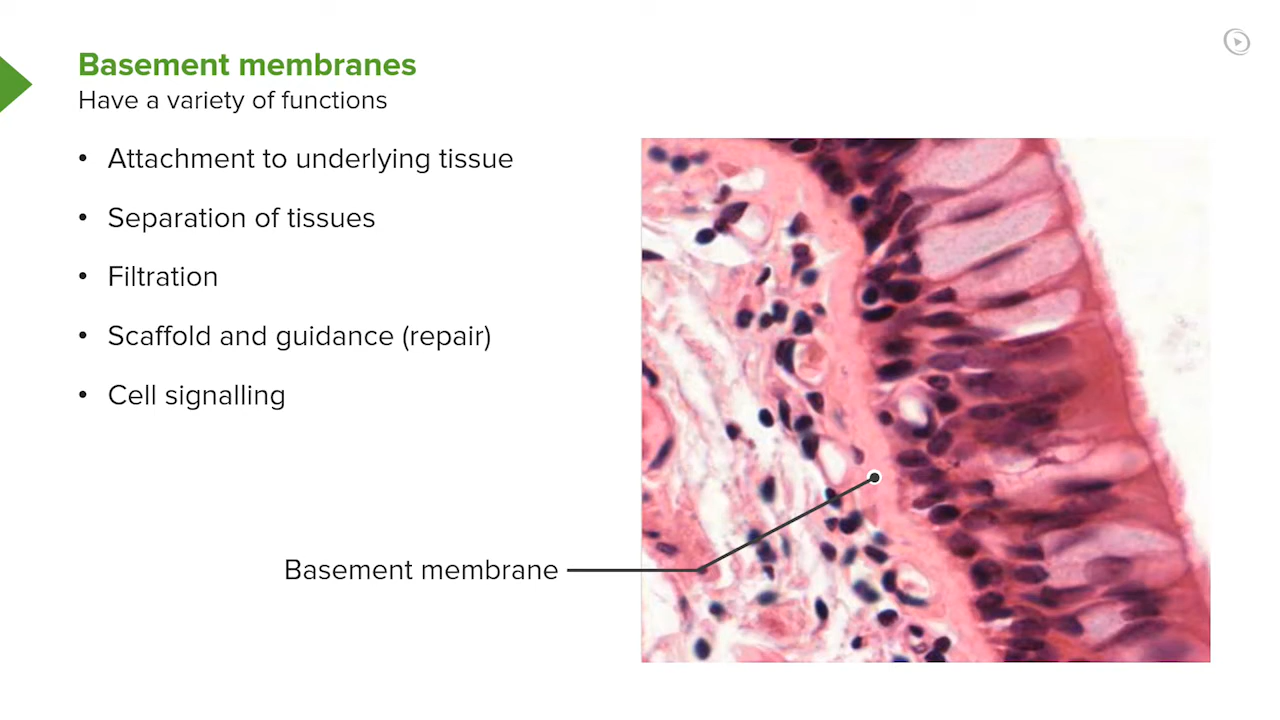 Basement membranes
Have a variety of functions
• Attachment to underlying tissue
• Separation of tissues
• Filtration
• Scaffold and guidance (repair)
• Cell signalling
Basement membrane